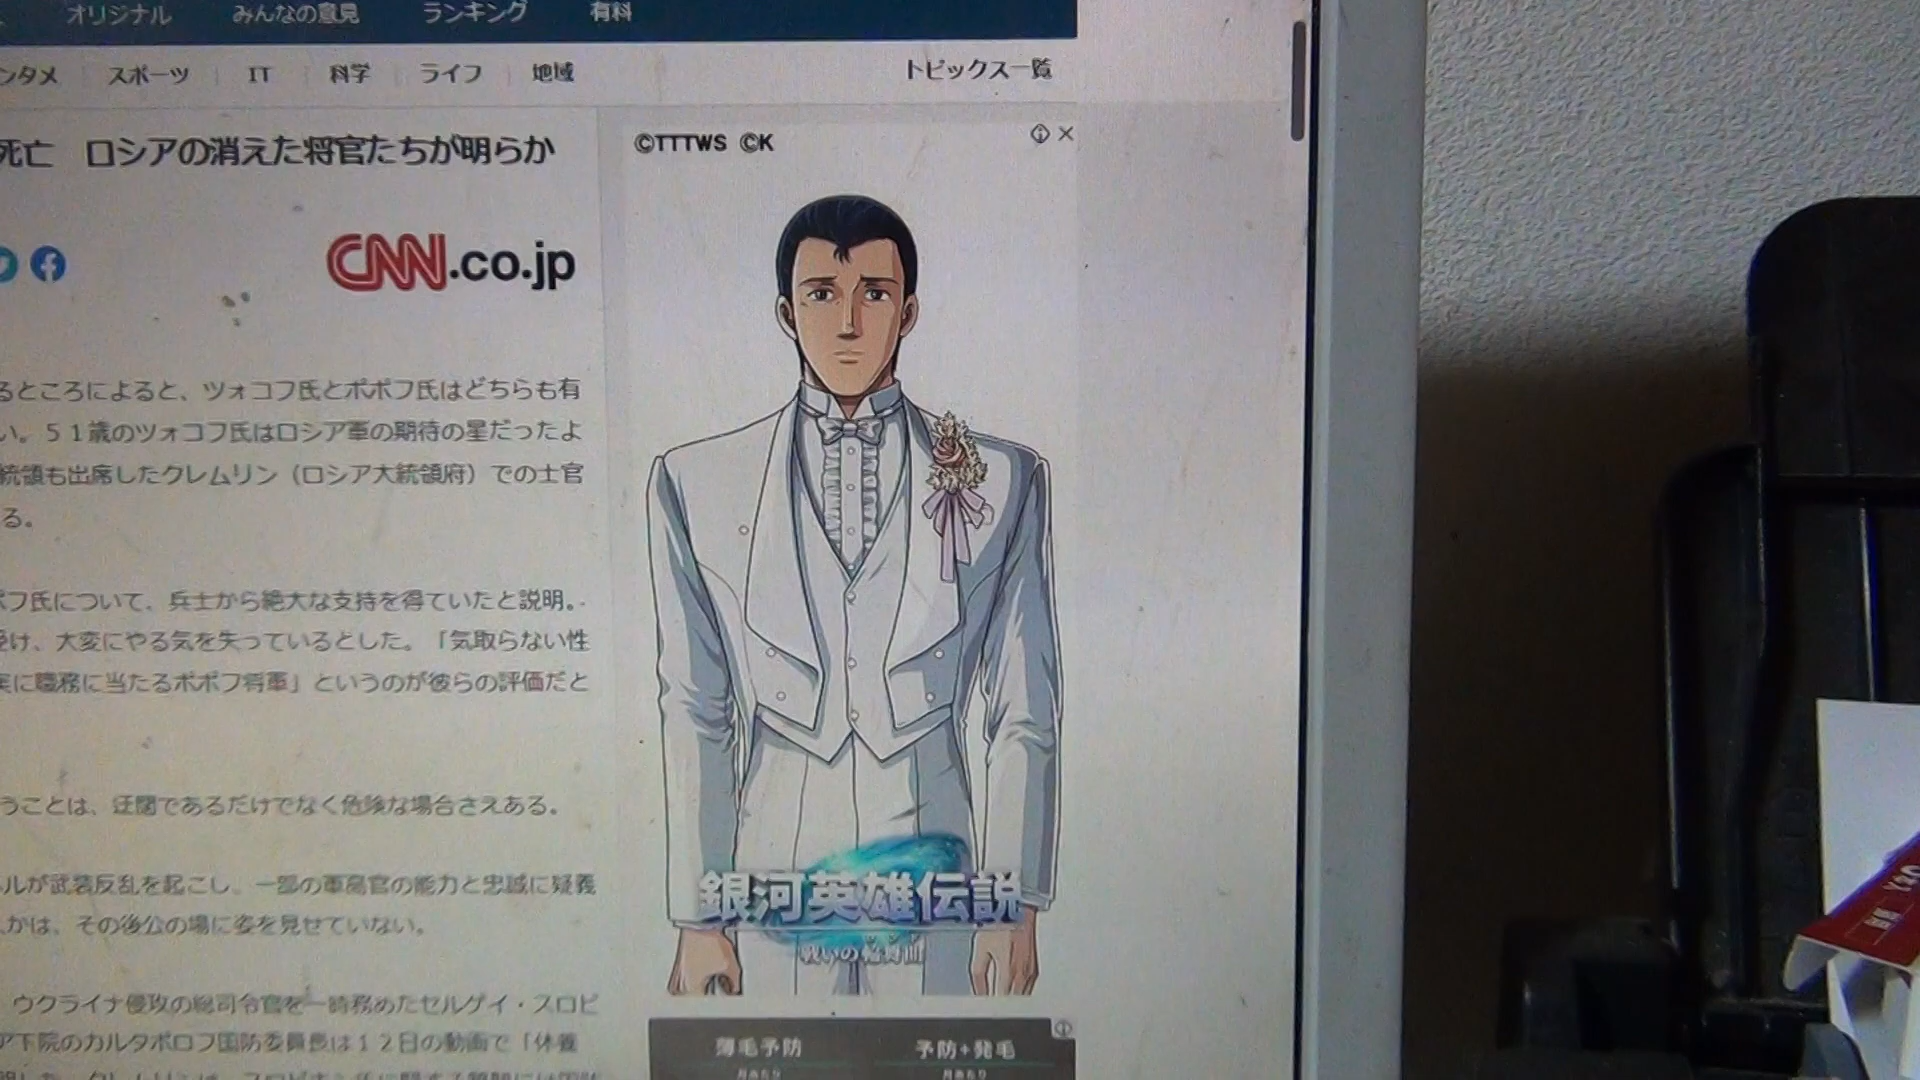 オリジナル みんなの意見 ランキング 有料
ンタメ スポーツ IT 科学 ライフ 地域 トピックス一覧
死亡 ロシアの消えた将官たちが明らか
©TTTWS ©K
CNN.co.jp
るところによると、ツォコフ氏とポポフ氏はどちらも有
い。５１歳のツォコフ氏はロシア軍の期待の星だったよ
統領も出席したクレムリン（ロシア大統領府）での士官
る。
ポフ氏について、兵士から絶大な支持を得ていたと説明。
受け、大変にやる気を失っているとした。「気取らない性
実に職務に当たるポポフ将軍」というのが彼らの評価だと
うことは、迂闊であるだけでなく危険な場合さえある。
ルが武装反乱を起こし、一部の軍高官の能力と忠誠に疑義
かは、その後公の場に姿を見せていない。
ウクライナ侵攻の総司令官を一時務めたセルゲイ・スロビ
ア下院のカルタポロフ国防委員長は１２日の動画で「休養
銀河英雄伝説
戦いの輪舞曲
薄毛予防 予防+発毛
月あたり 月あたり